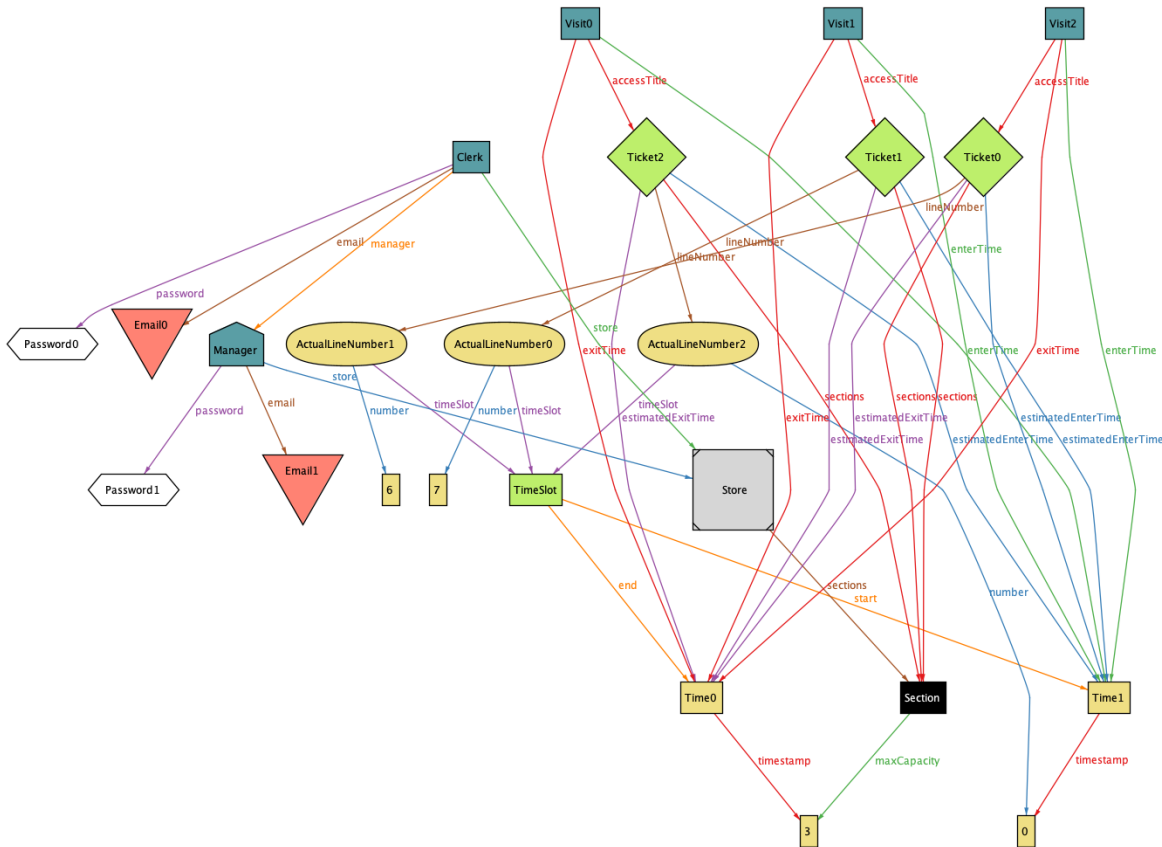 Visit0
Visit1
Visit2
accessTitle
accessTitle
accessTitle
Clerk
Ticket2
Ticket1
Ticket0
lineNumber
email
manager
lineNumber
lineNumber
enterTime
password
store
Password0
Email0
Manager
ActualLineNumber1
ActualLineNumber0
ActualLineNumber2
exitTime
enterTime
exitTime
enterTime
store
password
email
number
timeSlot
number
timeSlot
timeSlot
estimatedExitTime
sections
exitTime
estimatedExitTime
estimatedExitTime
sections
sections
estimatedEnterTime
estimatedEnterTime
estimatedEnterTime
Password1
Email1
6
7
TimeSlot
Store
end
sections
start
number
Time0
Section
Time1
timestamp
maxCapacity
timestamp
3
0